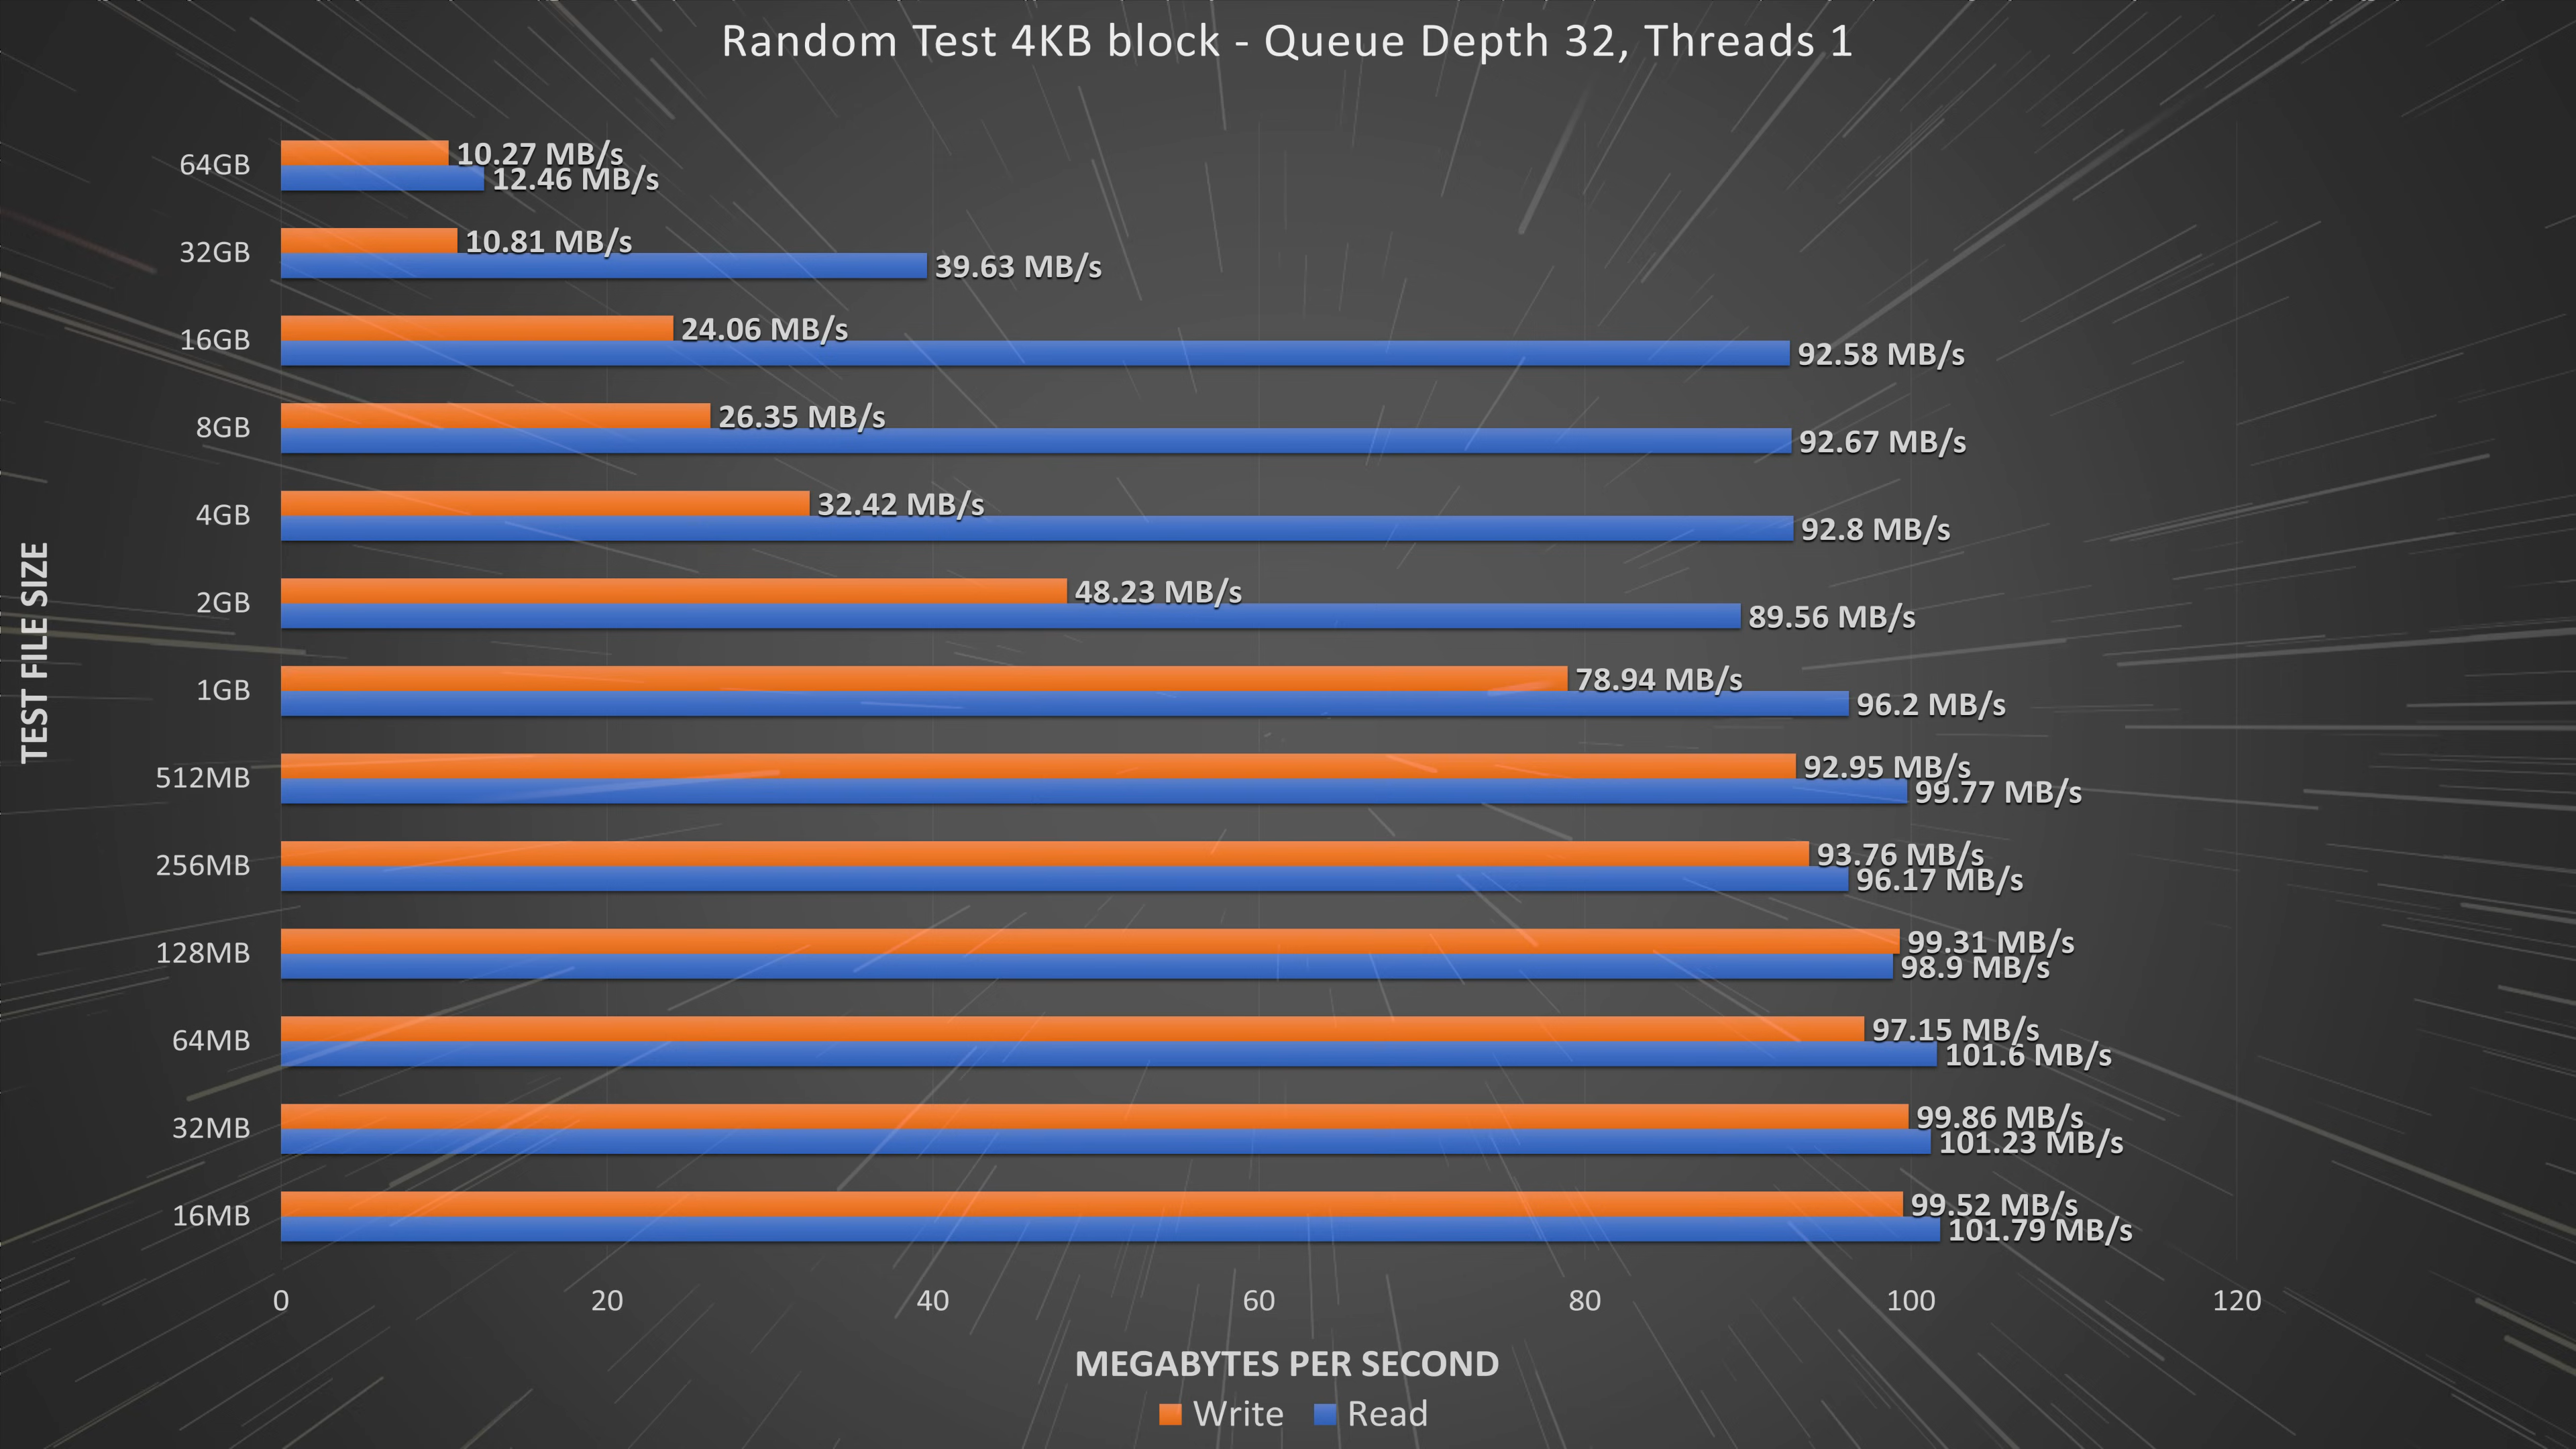 Random Test 4KB block - Queue Depth 32, Threads 1
TEST FILE SIZE
64GB
10.27 MB/s
12.46 MB/s
32GB
10.81 MB/s
39.63 MB/s
16GB
24.06 MB/s
92.58 MB/s
8GB
26.35 MB/s
92.67 MB/s
4GB
32.42 MB/s
92.8 MB/s
2GB
48.23 MB/s
89.56 MB/s
1GB
78.94 MB/s
96.2 MB/s
512MB
92.95 MB/s
99.77 MB/s
256MB
93.76 MB/s
96.17 MB/s
128MB
99.31 MB/s
98.9 MB/s
64MB
97.15 MB/s
101.6 MB/s
32MB
99.86 MB/s
101.23 MB/s
16MB
99.52 MB/s
101.79 MB/s
0 20 40 60 80 100 120
MEGABYTES PER SECOND
Write Read